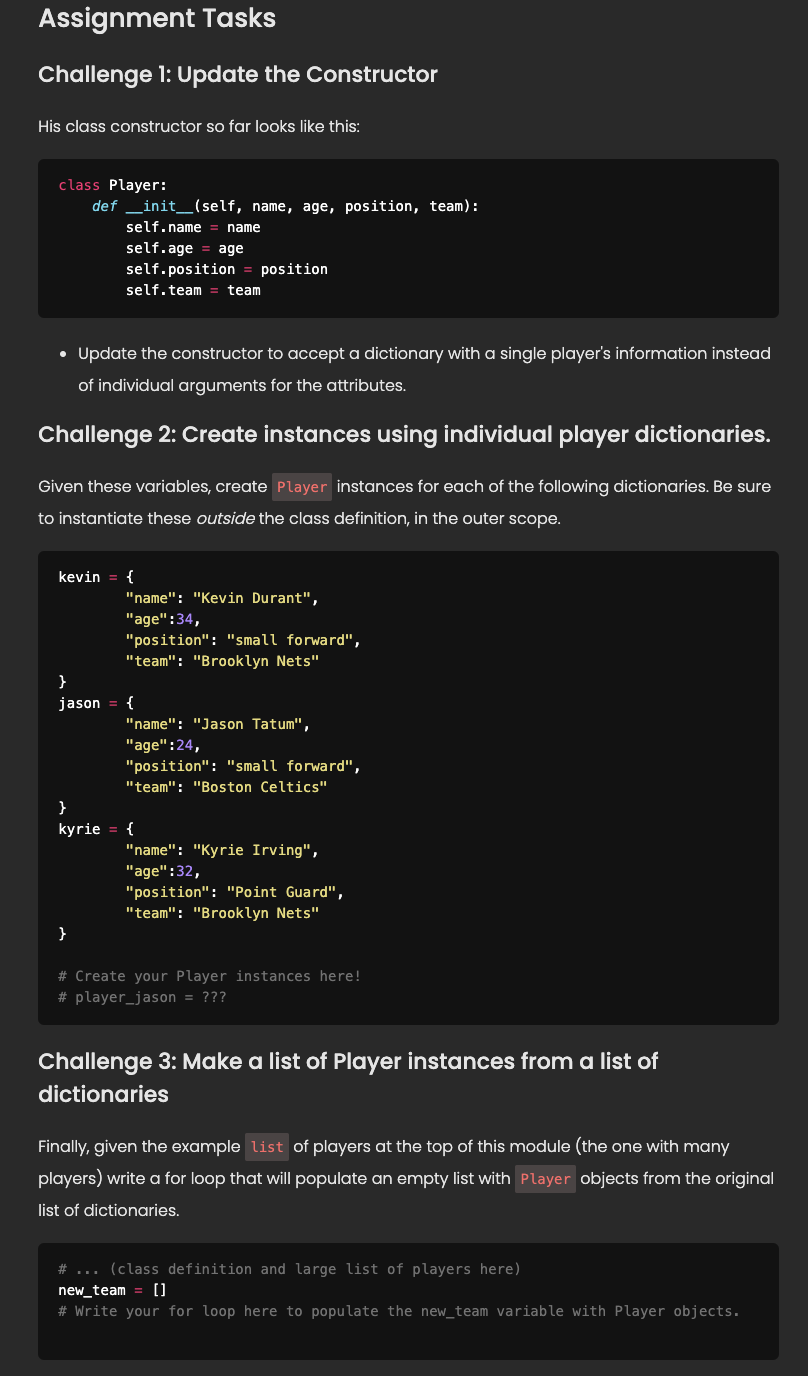 Assignment Tasks
Challenge 1: Update the Constructor
His class constructor so far looks like this:
class Player:
    def __init__(self, name, age, position, team):
        self.name = name
        self.age = age
        self.position = position
        self.team = team
• Update the constructor to accept a dictionary with a single player's information instead
of individual arguments for the attributes.
Challenge 2: Create instances using individual player dictionaries.
Given these variables, create Player instances for each of the following dictionaries. Be sure
to instantiate these outside the class definition, in the outer scope.
kevin = {
        "name": "Kevin Durant",
        "age":34,
        "position": "small forward",
        "team": "Brooklyn Nets"
}
jason = {
        "name": "Jason Tatum",
        "age":24,
        "position": "small forward",
        "team": "Boston Celtics"
}
kyrie = {
        "name": "Kyrie Irving",
        "age":32,
        "position": "Point Guard",
        "team": "Brooklyn Nets"
}
# Create your Player instances here!
# player_jason = ???
Challenge 3: Make a list of Player instances from a list of
dictionaries
Finally, given the example list of players at the top of this module (the one with many
players) write a for loop that will populate an empty list with Player objects from the original
list of dictionaries.
# ... (class definition and large list of players here)
new_team = []
# Write your for loop here to populate the new_team variable with Player objects.